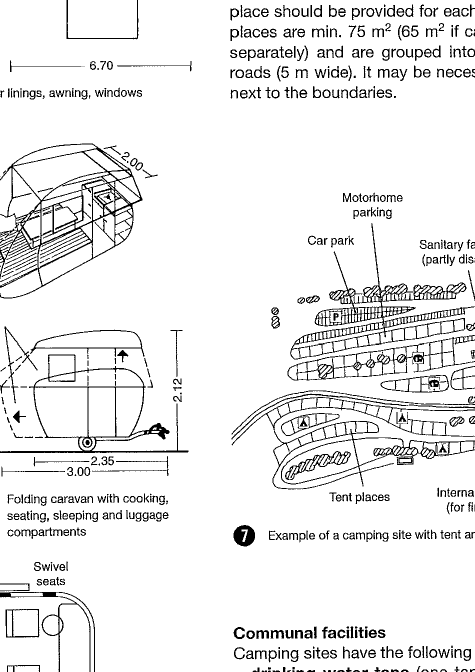 6.70
r linings, awning, windows
2.00
2.12
2.35
3.00
Folding caravan with cooking,
seating, sleeping and luggage
compartments
Swivel
seats
place should be provided for each
places are min. 75 m² (65 m² if ca
separately) and are grouped into
roads (5 m wide). It may be neces
next to the boundaries.
Motorhome
parking
Car park
Sanitary fa
(partly dis
P
Tent places
Interna
(for fi
7 Example of a camping site with tent ar
Communal facilities
Camping sites have the following
drinking water taps (one for